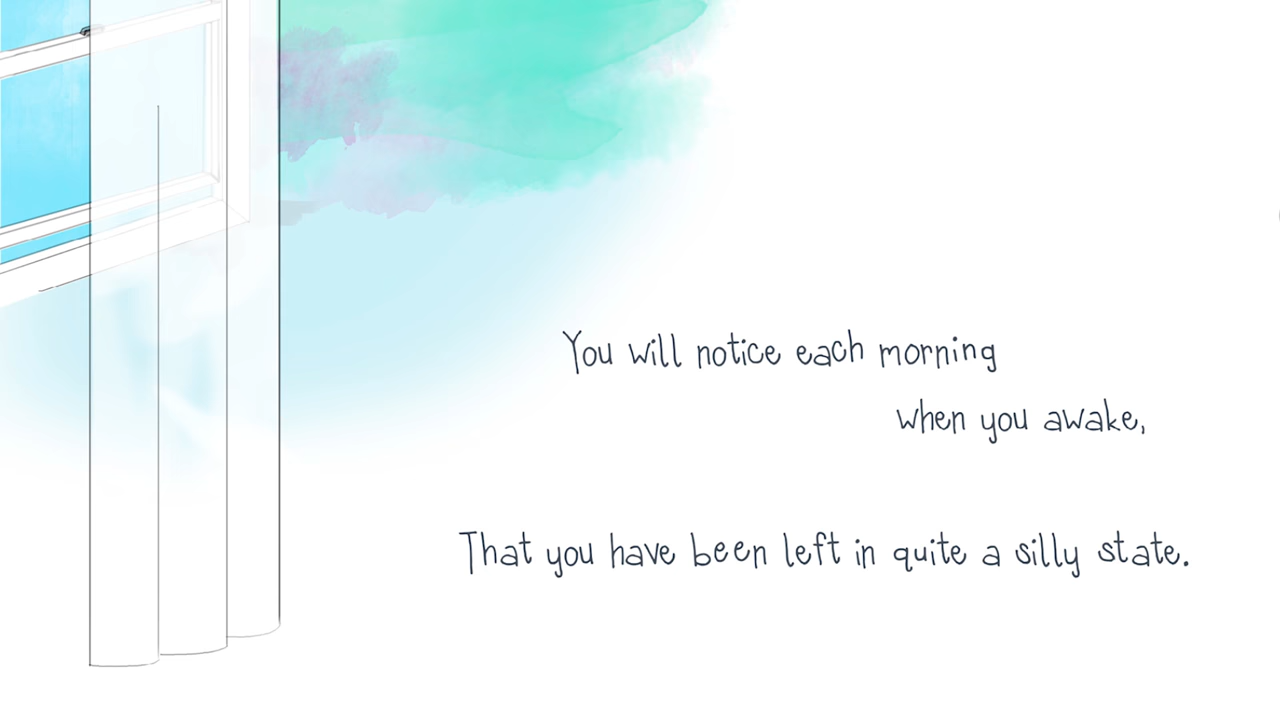 You will notice each morning
when you awake,
That you have been left in quite a silly state.